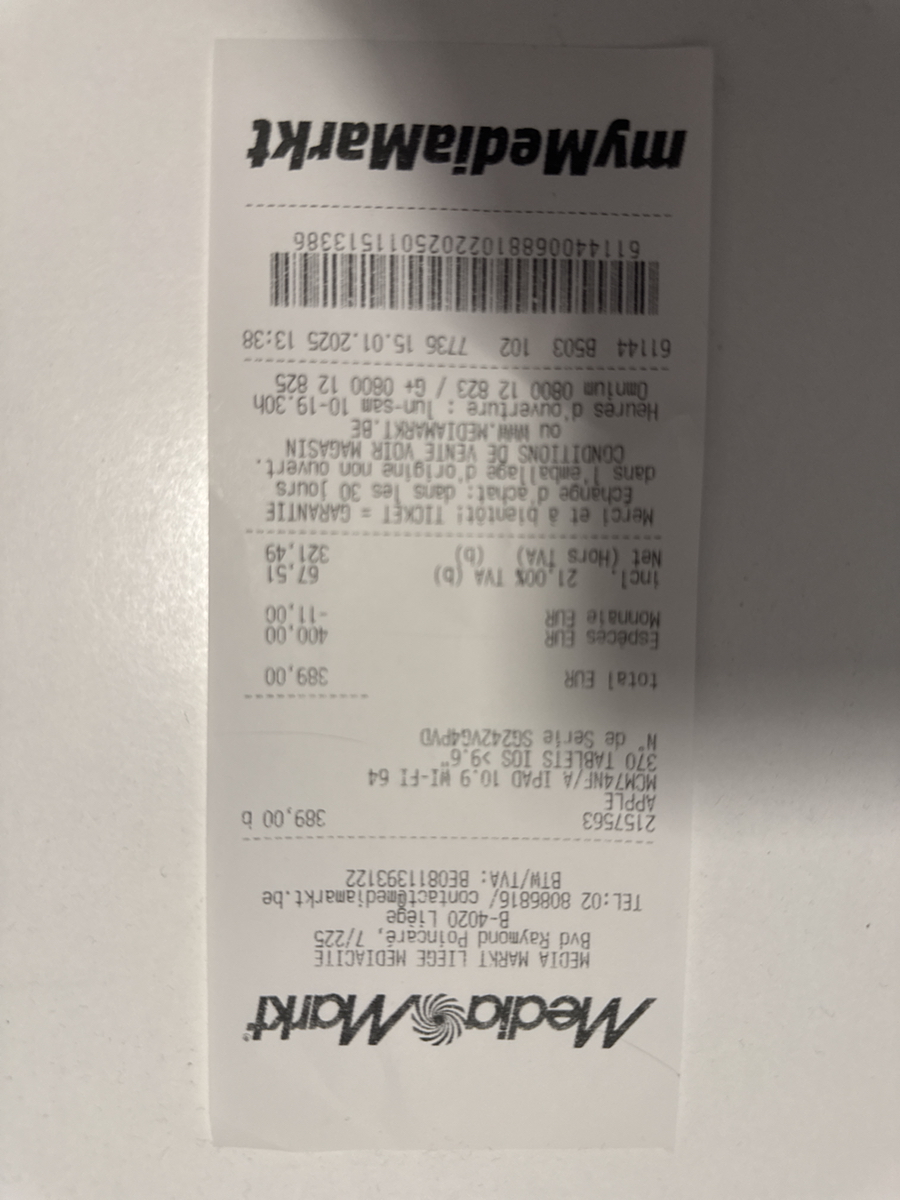 MediaMarkt
MEDIA MARKT LIEGE MEDIACITE
Bvd Raymond Poincaré, 7/225
B-4020 Liège
TEL:02 8086816/ contact@mediamarkt.be
BTW/TVA: BE0811393122
2157563 389,00 b
APPLE
MCM74NF/A IPAD 10.9 WI-FI 64
370 TABLETS IOS >9.6"
N° de Serie SG242VG4PVD
total EUR 389,00
Espèces EUR 400,00
Monnaie EUR -11,00
incl. 21,00% TVA (b) 67,51
Net (Hors TVA) (b) 321,49
Merci et à bientôt! TICKET = GARANTIE
Echange d'achat: dans les 30 jours
dans l'emballage d'origine non ouvert.
CONDITIONS DE VENTE VOIR MAGASIN
ou WWW.MEDIAMARKT.BE
Heures d'ouverture : lun-sam 10-19.30h
Omnium 0800 12 823 / G+ 0800 12 825
61144 B503 102 7736 15.01.2025 13:38
6114400688102202501151338​6
myMediaMarkt